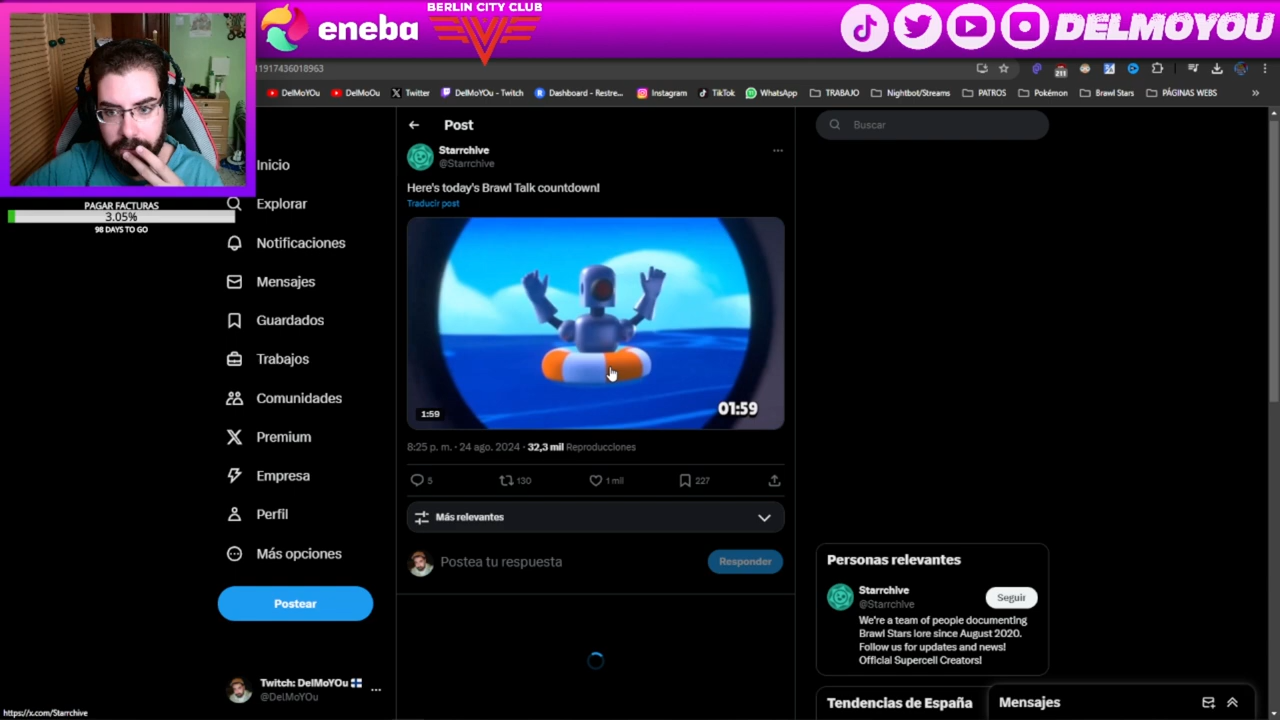 BERLIN CITY CLUB
eneba
DELMOYOU
11917436018963
211
DelMoYOu
DelMoOu
Twitter
DelMoYOu - Twitch
Dashboard - Restre...
Instagram
TikTok
WhatsApp
TRABAJO
Nightbot/Streams
PATROS
Pokémon
Brawl Stars
PÁGINAS WEB
»
PAGAR FACTURAS
3.05%
98 DAYS TO GO
Inicio
Explorar
Notificaciones
Mensajes
Guardados
Trabajos
Comunidades
Premium
Empresa
Perfil
Más opciones
Postear
Twitch: DelMoYOu
@DelMoYOu
Post
Starrchive
@Starrchive
Here's today's Brawl Talk countdown!
Traducir post
1:59
01:59
8:25 p. m. · 24 ago. 2024 · 32,3 mil Reproducciones
5
130
1 mil
227
Más relevantes
Postea tu respuesta
Responder
Buscar
Personas relevantes
Starrchive
@Starrchive
Seguir
We're a team of people documenting
Brawl Stars lore since August 2020.
Follow us for updates and news!
Official Supercell Creators!
Tendencias de España
Mensajes
https://x.com/Starrchive